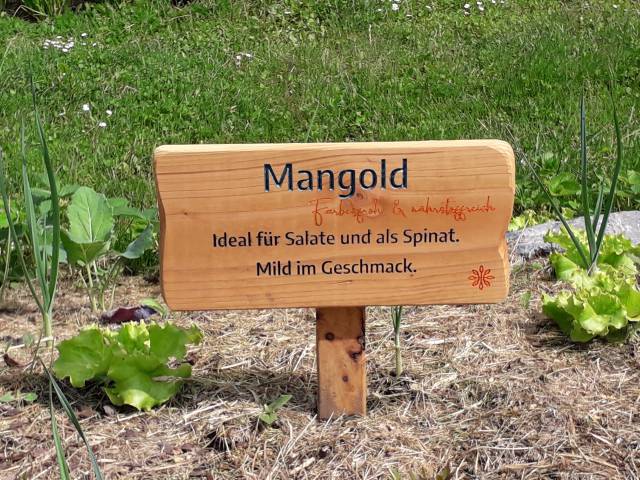 Mangold
Farbenfroh & nährstoffreich
Ideal für Salate und als Spinat.
Mild im Geschmack.